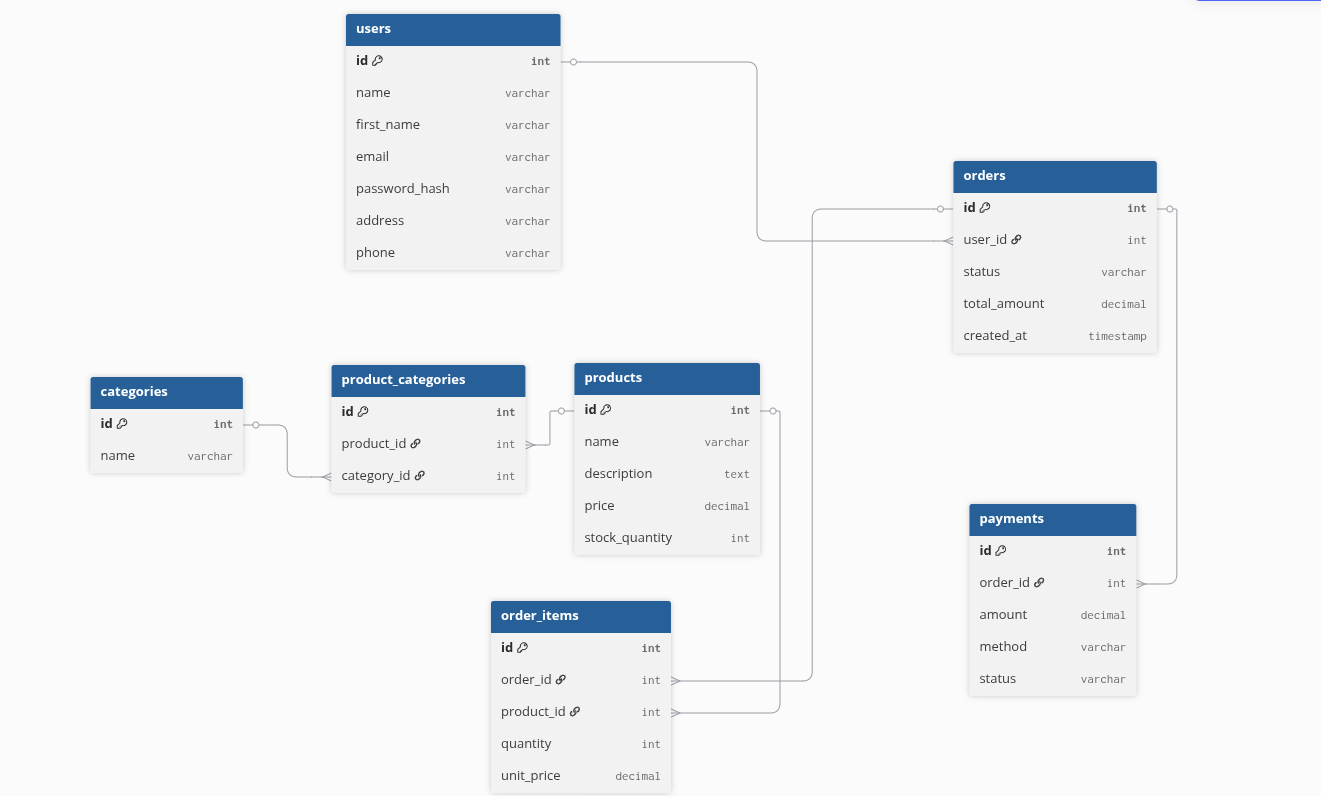 users
id int
name varchar
first_name varchar
email varchar
password_hash varchar
address varchar
phone varchar
orders
id int
user_id int
status varchar
total_amount decimal
created_at timestamp
categories
id int
name varchar
product_categories
id int
product_id int
category_id int
products
id int
name varchar
description text
price decimal
stock_quantity int
payments
id int
order_id int
amount decimal
method varchar
status varchar
order_items
id int
order_id int
product_id int
quantity int
unit_price decimal